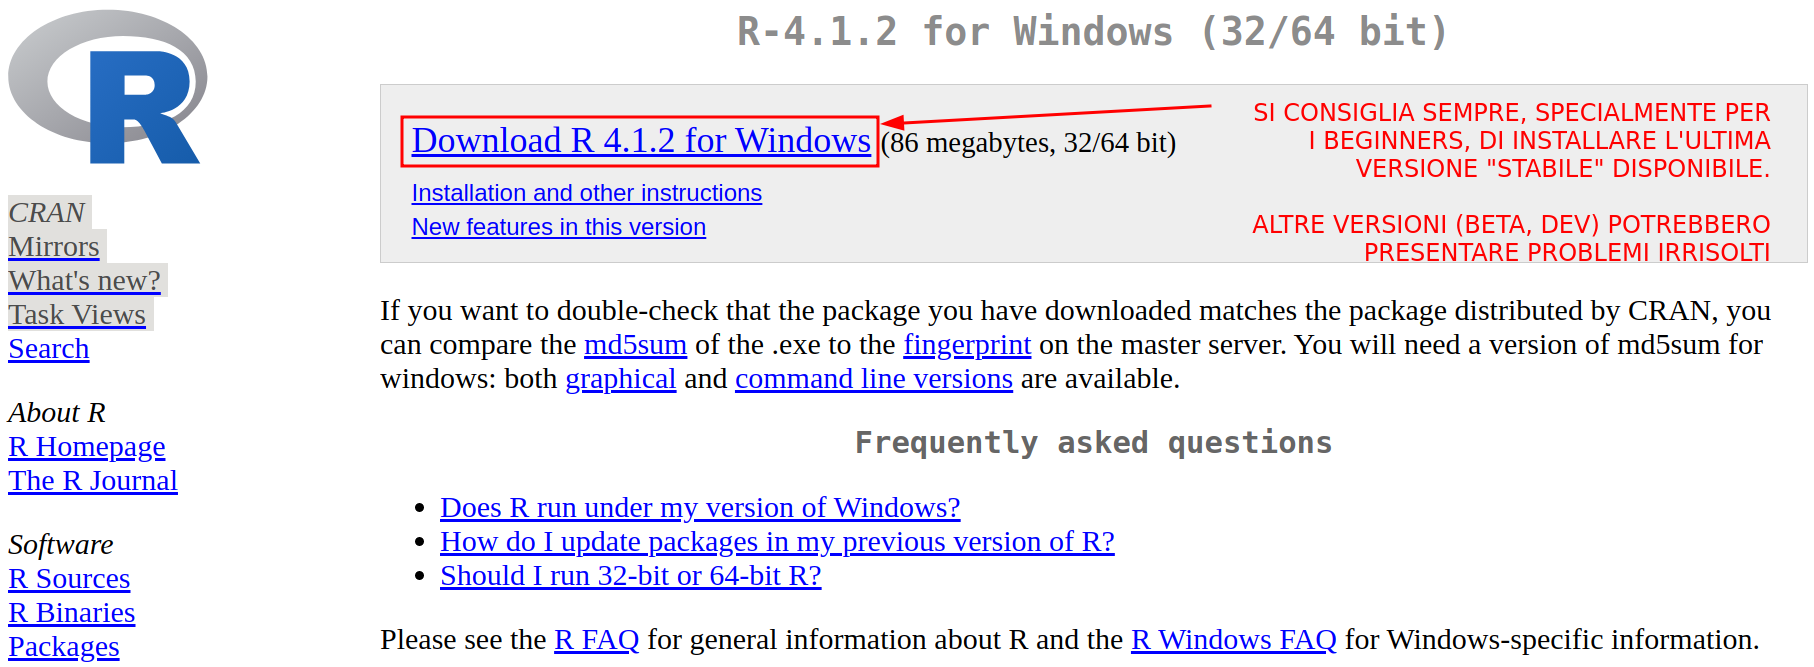 R
R-4.1.2 for Windows (32/64 bit)
Download R 4.1.2 for Windows (86 megabytes, 32/64 bit)
Installation and other instructions
New features in this version
SI CONSIGLIA SEMPRE, SPECIALMENTE PER
I BEGINNERS, DI INSTALLARE L'ULTIMA
VERSIONE "STABILE" DISPONIBILE.
ALTRE VERSIONI (BETA, DEV) POTREBBERO
PRESENTARE PROBLEMI IRRISOLTI
CRAN
Mirrors
What's new?
Task Views
Search
About R
R Homepage
The R Journal
Software
R Sources
R Binaries
Packages
If you want to double-check that the package you have downloaded matches the package distributed by CRAN, you
can compare the md5sum of the .exe to the fingerprint on the master server. You will need a version of md5sum for
windows: both graphical and command line versions are available.
Frequently asked questions
• Does R run under my version of Windows?
• How do I update packages in my previous version of R?
• Should I run 32-bit or 64-bit R?
Please see the R FAQ for general information about R and the R Windows FAQ for Windows-specific information.